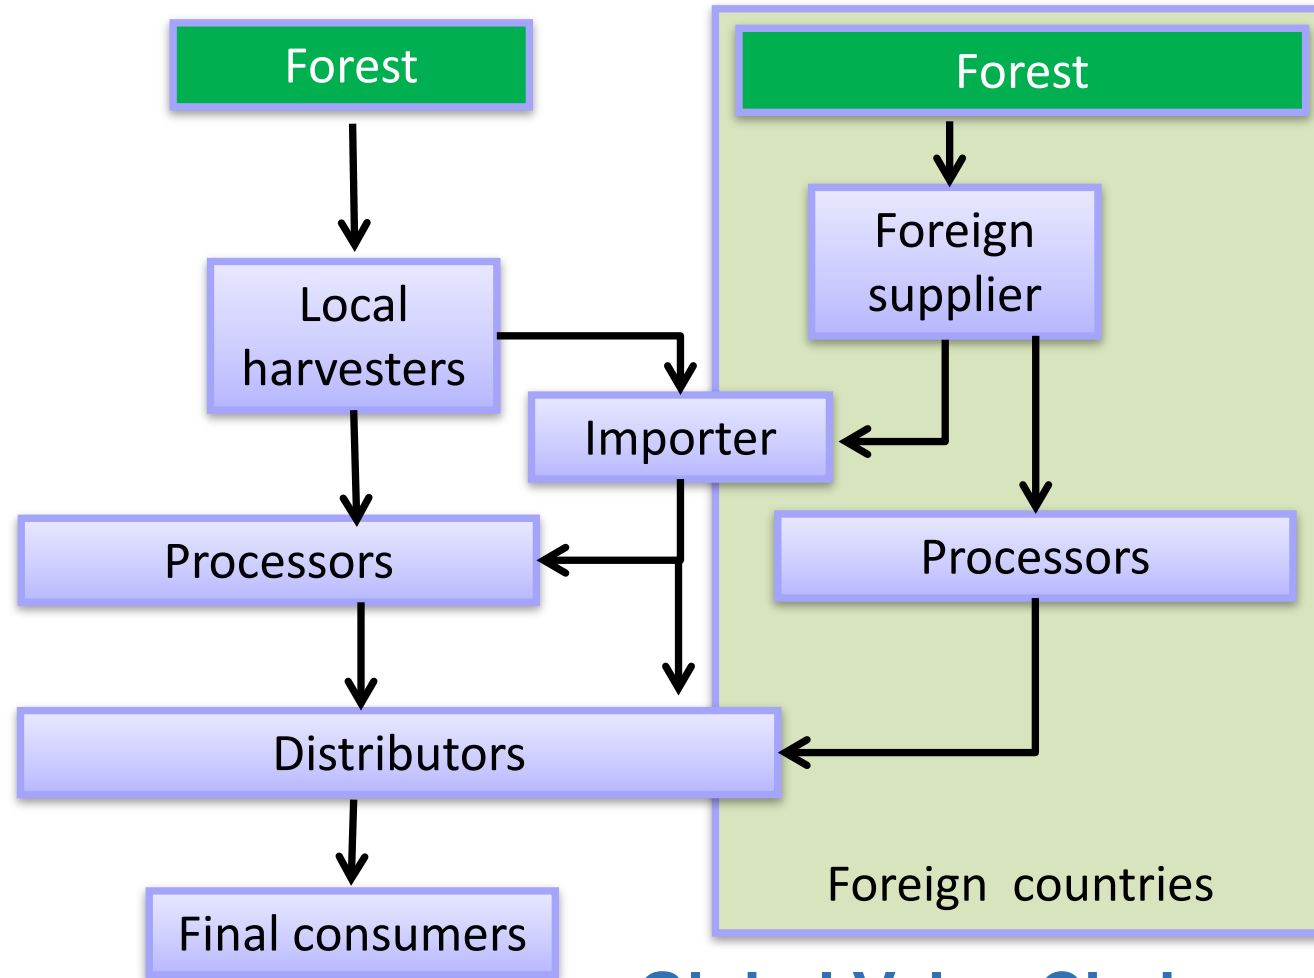 Forest
Forest
Foreign
supplier
Local
harvesters
Importer
Processors
Processors
Distributors
Foreign countries
Final consumers